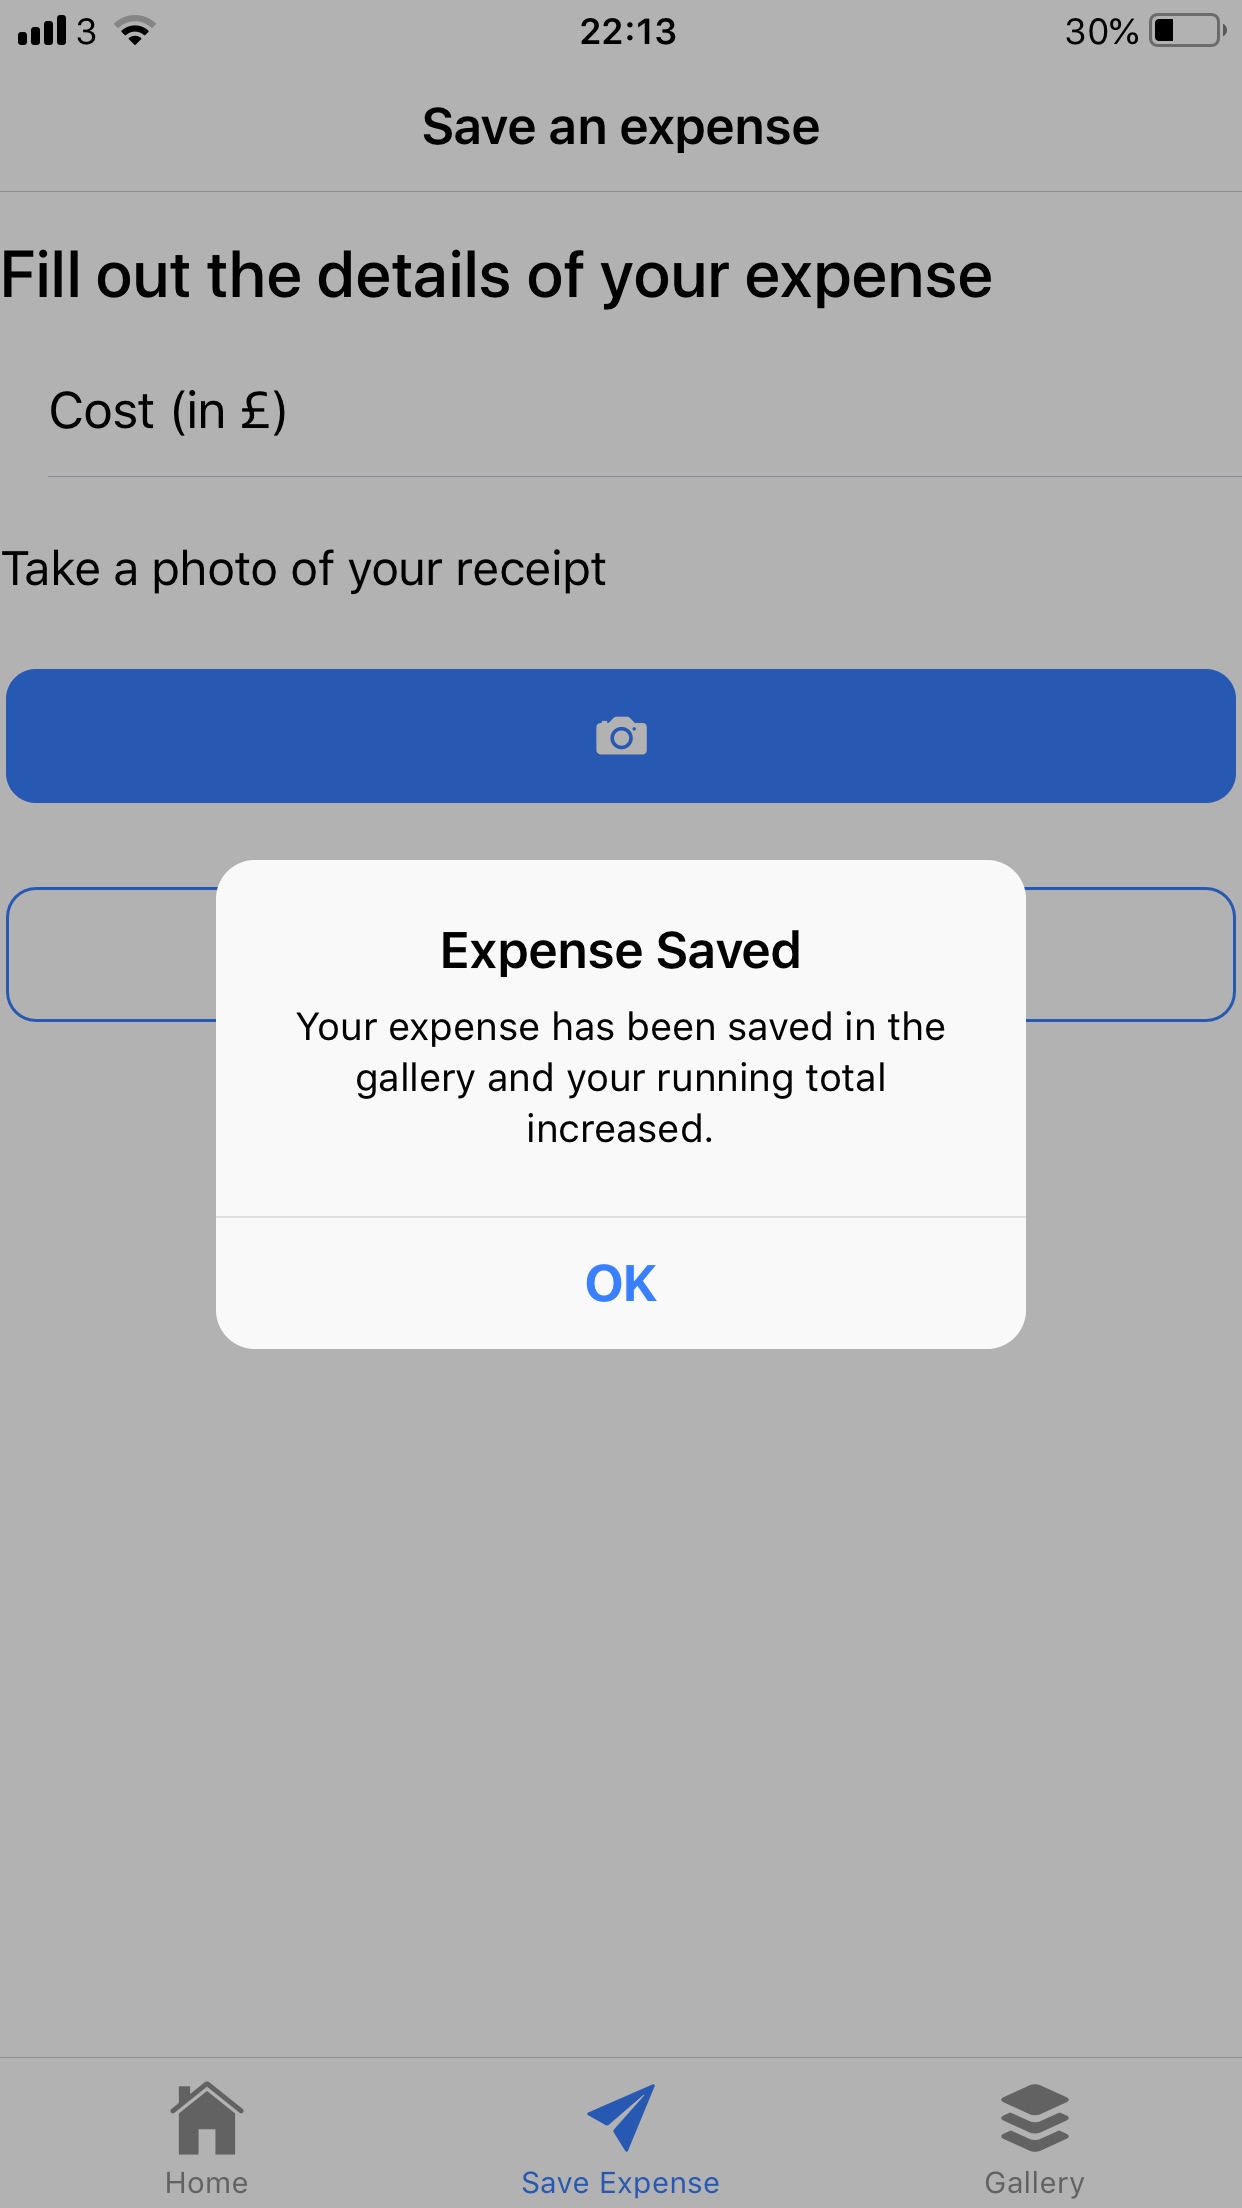 3 22:13 30%
Save an expense
Fill out the details of your expense
Cost (in £)
Take a photo of your receipt
Expense Saved
Your expense has been saved in the
gallery and your running total
increased.
OK
Home Save Expense Gallery